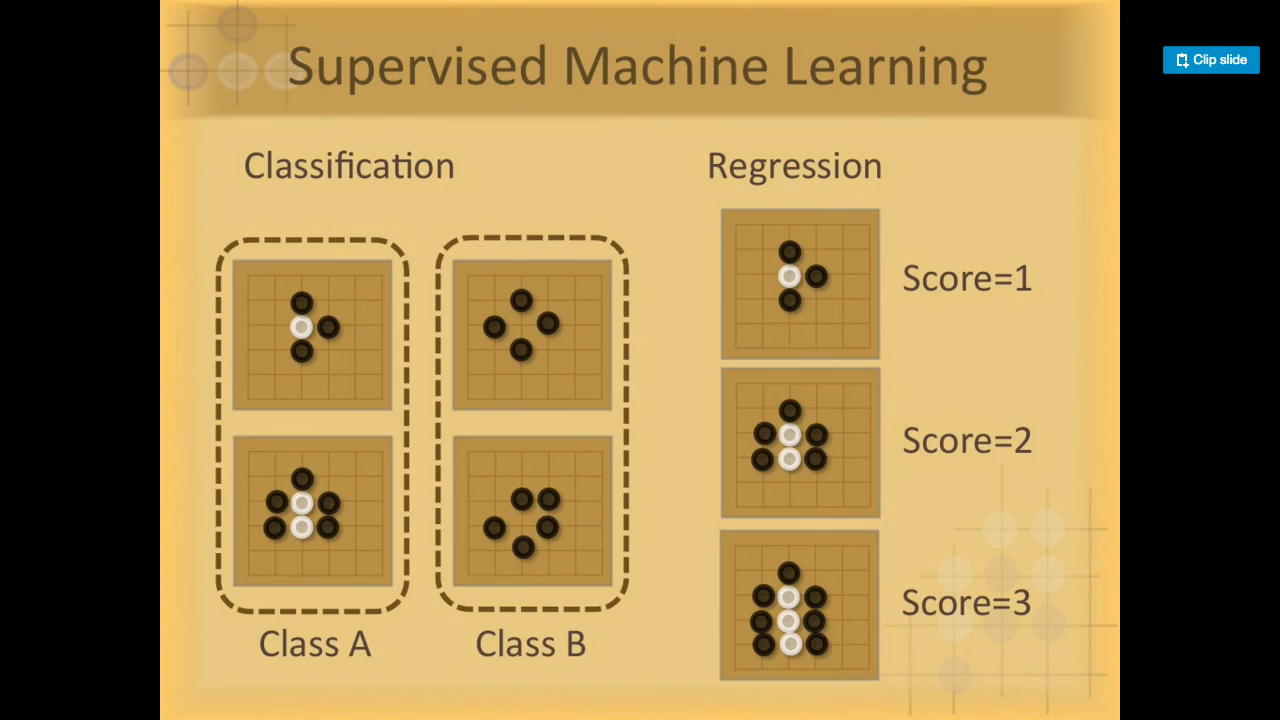 Supervised Machine Learning
Clip slide
Classification
Regression
Score=1
Score=2
Score=3
Class A
Class B